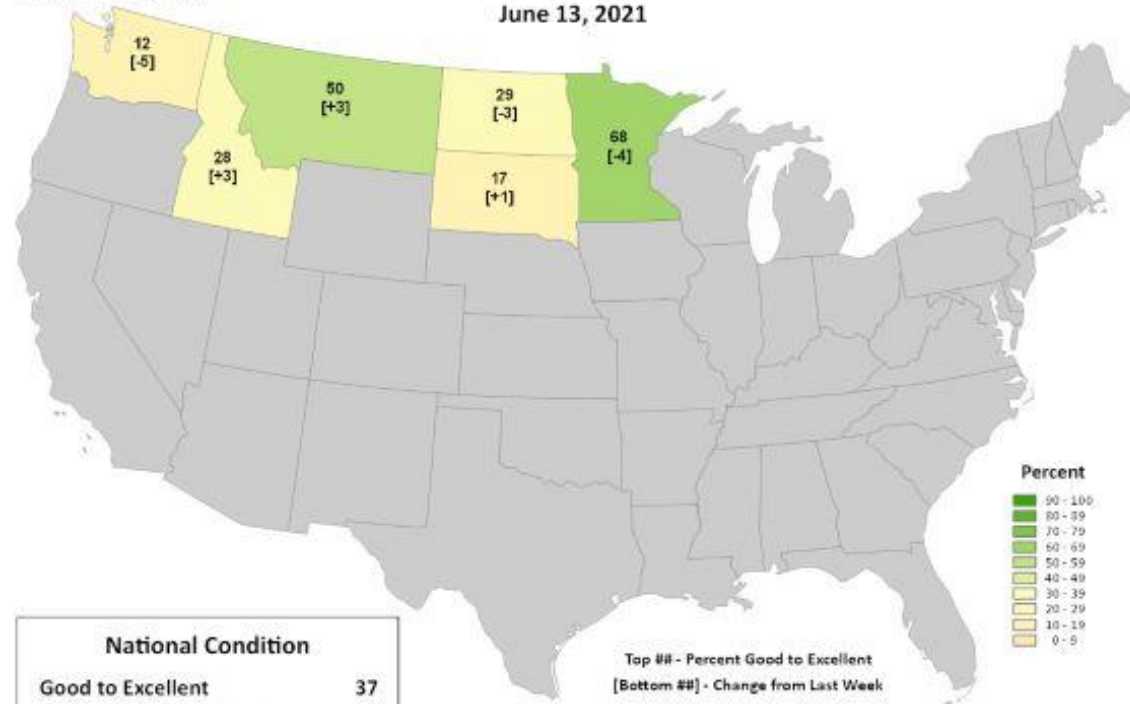 June 13, 2021
12
[-5]
50
[+3]
29
[-3]
68
[-4]
28
[+3]
17
[+1]
Percent
90 - 100
80 - 89
70 - 79
60 - 69
50 - 59
40 - 49
30 - 39
20 - 29
10 - 19
0 - 9
National Condition
Good to Excellent 37
Top ## - Percent Good to Excellent
[Bottom ##] - Change from Last Week